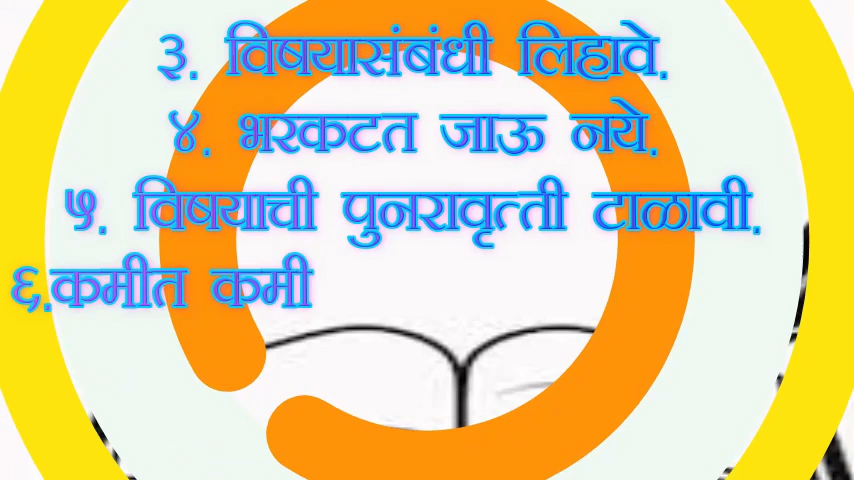 ३. विषयासंबंधी लिहावे.
४. भरकटत जाऊ नये.
५. विषयाची पुनरावृत्ती टाळावी.
६.कमीत कमी